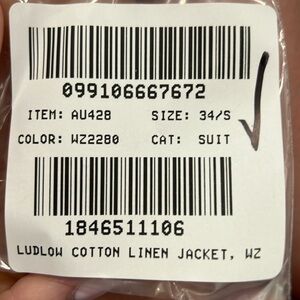 099106667672
ITEM: AU428 SIZE: 34/S
COLOR: WZ2280 CAT: SUIT
1846511106
LUDLOW COTTON LINEN JACKET, WZ